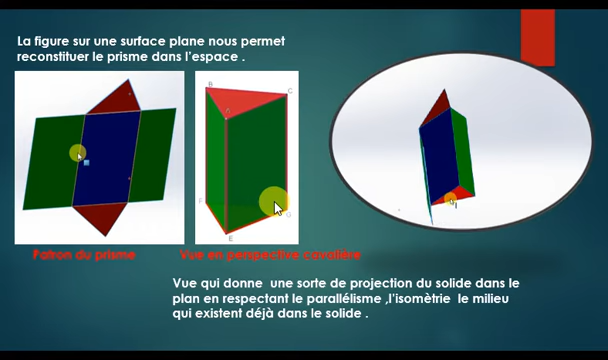 La figure sur une surface plane nous permet
reconstituer le prisme dans l'espace .
B
C
A
F
G
E
Patron du prisme
Vue en perspective cavalière
Vue qui donne une sorte de projection du solide dans le
plan en respectant le parallélisme ,l'isomètrie le milieu
qui existent déjà dans le solide .